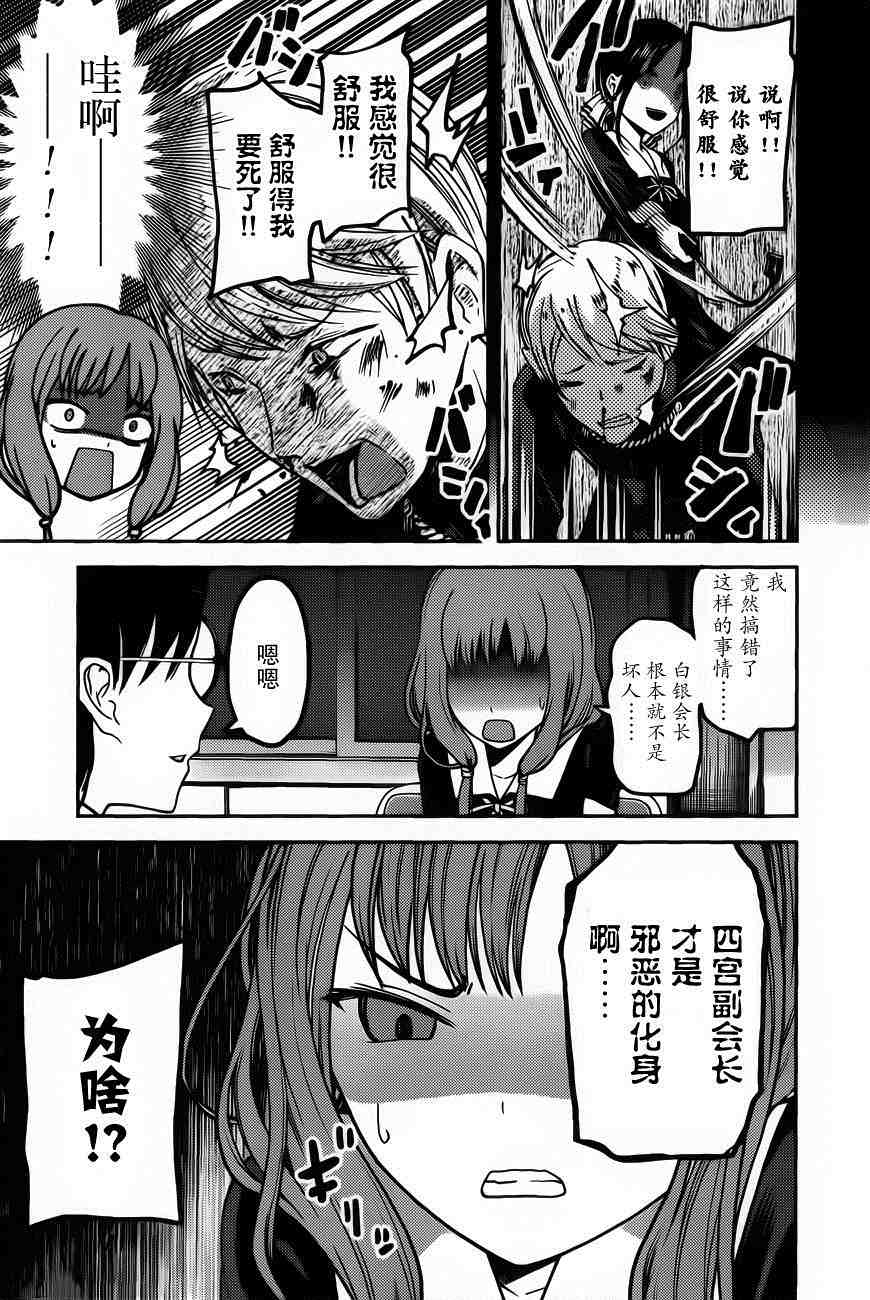 说啊!!
说你感觉
很舒服!!
我感觉很
舒服!!
舒服得我
要死了!!
哇啊——!!!
我
竟然搞错了
这样的事情……
白银会长
根本就不是
坏人……
嗯嗯
四宫副会长
才是
邪恶的化身
啊……
为啥!?